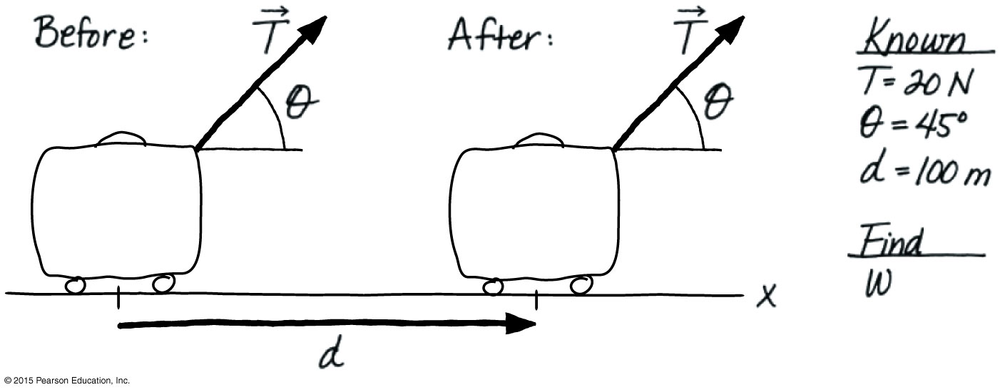 Before:
T
θ
After:
T
θ
x
d
Known
T = 20 N
θ = 45°
d = 100 m
Find
W
© 2015 Pearson Education, Inc.